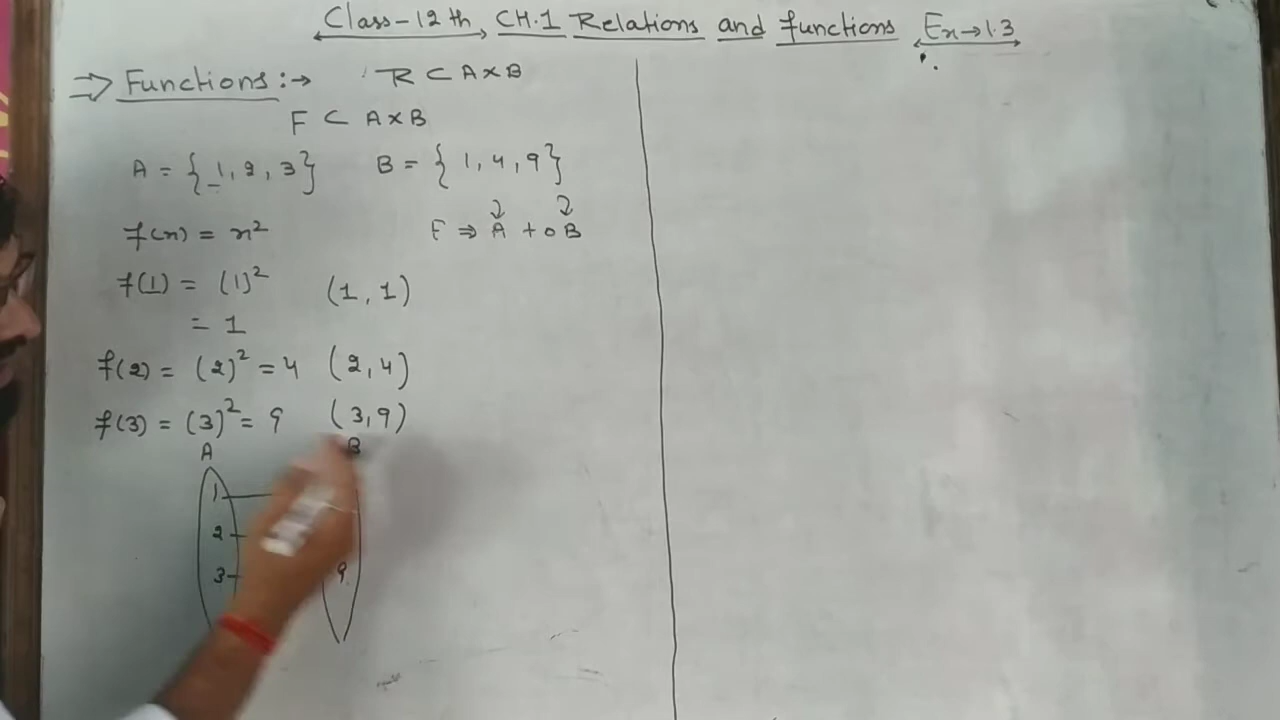 Class-12th CH.1 Relations and functions Ex→1.3
⇒ Functions:→ R ⊂ A×B
F ⊂ A×B
A = {1, 2, 3} B = {1, 4, 9}
f(x) = x² F ⇒ A to B
f(1) = (1)² (1, 1)
= 1
f(2) = (2)² = 4 (2, 4)
f(3) = (3)² = 9 (3, 9)
A B
1
2
3 9